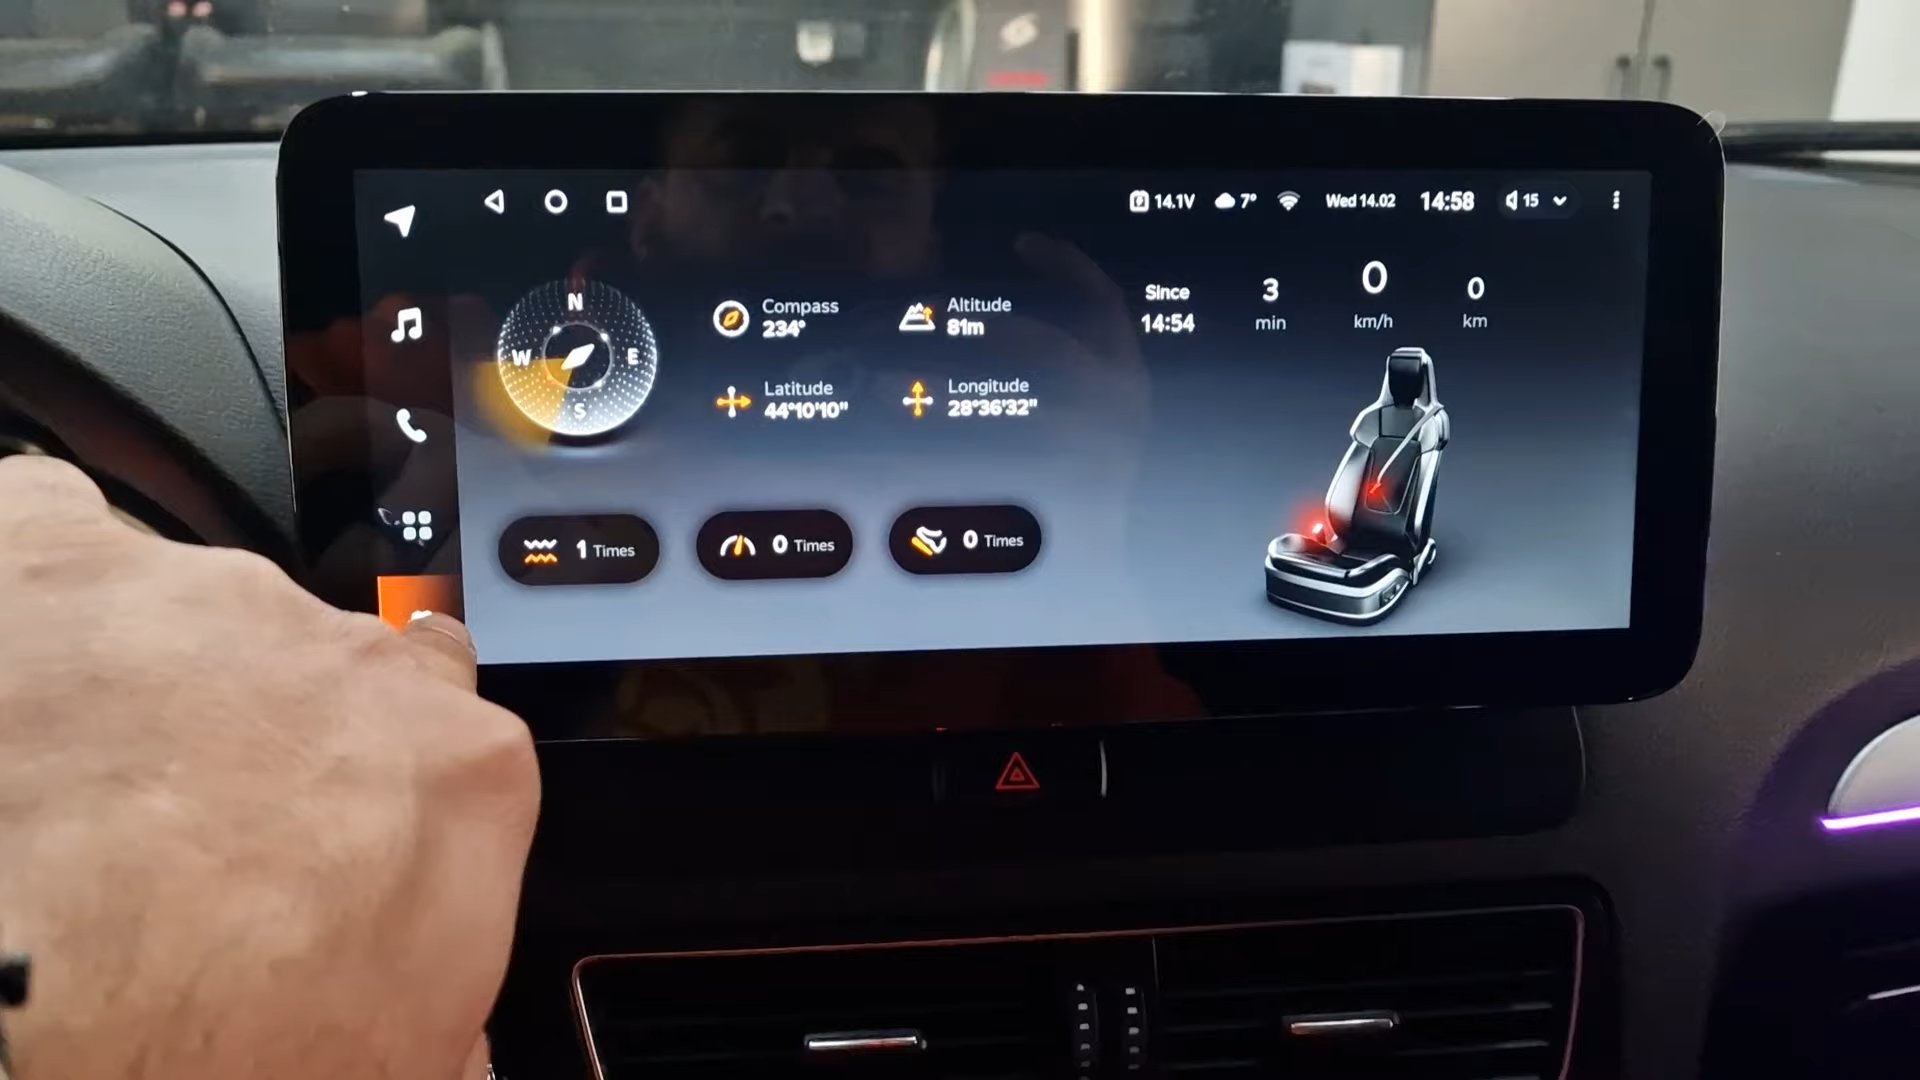 14.1V 7° Wed 14.02 14:58 15
N
W E
S
Compass
234°
Altitude
81m
Latitude
44°10'10"
Longitude
28°36'32"
Since
14:54
3
min
0
km/h
0
km
1 Times
0 Times
0 Times